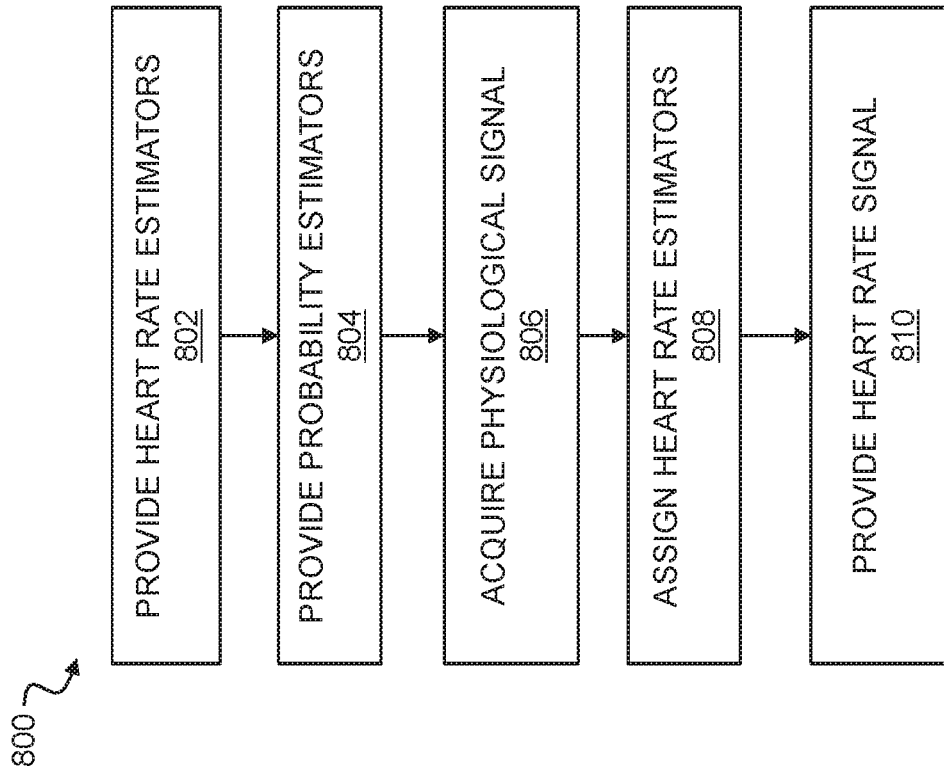 800
PROVIDE HEART RATE ESTIMATORS
802
PROVIDE PROBABILITY ESTIMATORS
804
ACQUIRE PHYSIOLOGICAL SIGNAL
806
ASSIGN HEART RATE ESTIMATORS
808
PROVIDE HEART RATE SIGNAL
810